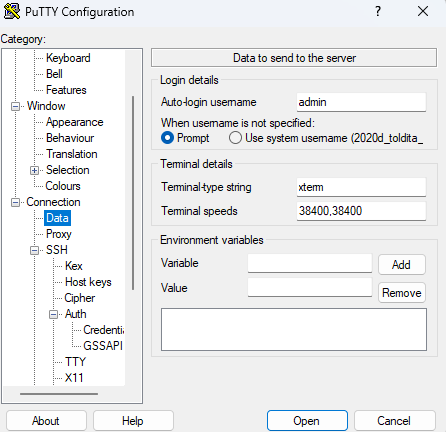 PuTTY Configuration
?
Category:
Keyboard
Bell
Features
Window
Appearance
Behaviour
Translation
Selection
Colours
Connection
Data
Proxy
SSH
Kex
Host keys
Cipher
Auth
Credentia
GSSAPI
TTY
X11
Data to send to the server
Login details
Auto-login username admin
When username is not specified:
Prompt Use system username (2020d_toldita_
Terminal details
Terminal-type string xterm
Terminal speeds 38400,38400
Environment variables
Variable Add
Value Remove
About Help Open Cancel